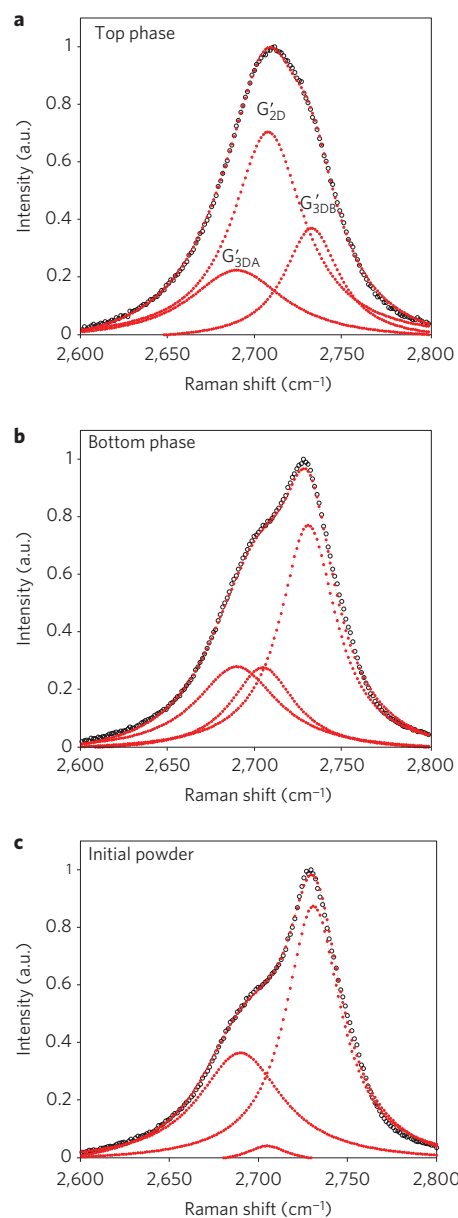 a
Top phase
Intensity (a.u.)
1
0.8
0.6
0.4
0.2
0
G′2D
G′3DB
G′3DA
2,600 2,650 2,700 2,750 2,800
Raman shift (cm⁻¹)
b
Bottom phase
Intensity (a.u.)
1
0.8
0.6
0.4
0.2
0
2,600 2,650 2,700 2,750 2,800
Raman shift (cm⁻¹)
c
Initial powder
Intensity (a.u.)
1
0.8
0.6
0.4
0.2
0
2,600 2,650 2,700 2,750 2,800
Raman shift (cm⁻¹)